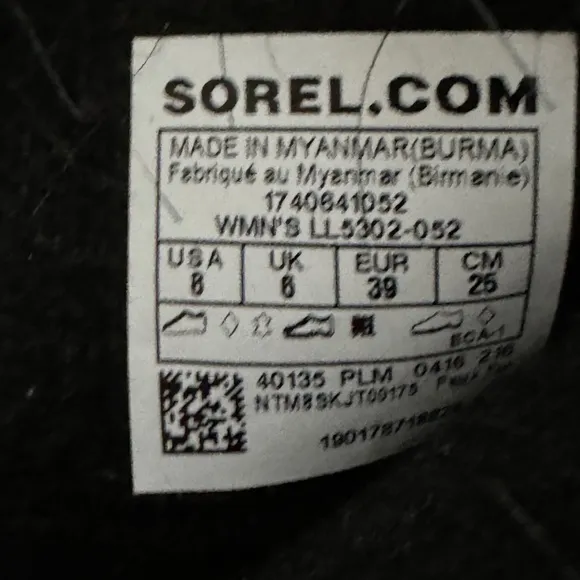 SOREL.COM
MADE IN MYANMAR(BURMA)
Fabriqué au Myanmar (Birmanie)
1740641052
WMN'S LL5302-052
USA UK EUR CM
8 6 39 25
ECA-1
40135 PLM 0416